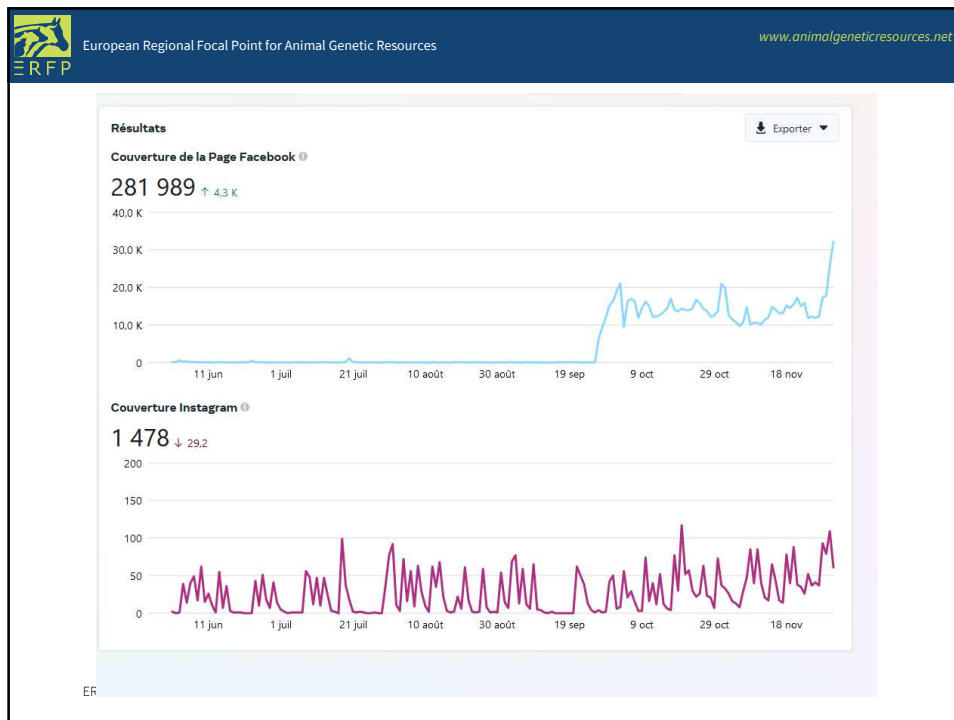 European Regional Focal Point for Animal Genetic Resources
www.animalgeneticresources.net
ERFP
Résultats
Exporter
Couverture de la Page Facebook
281 989 ↑ 4,3 K
40,0 K
30,0 K
20,0 K
10,0 K
0
11 jun 1 juil 21 juil 10 août 30 août 19 sep 9 oct 29 oct 18 nov
Couverture Instagram
1 478 ↓ 29,2
200
150
100
50
0
11 jun 1 juil 21 juil 10 août 30 août 19 sep 9 oct 29 oct 18 nov
ER